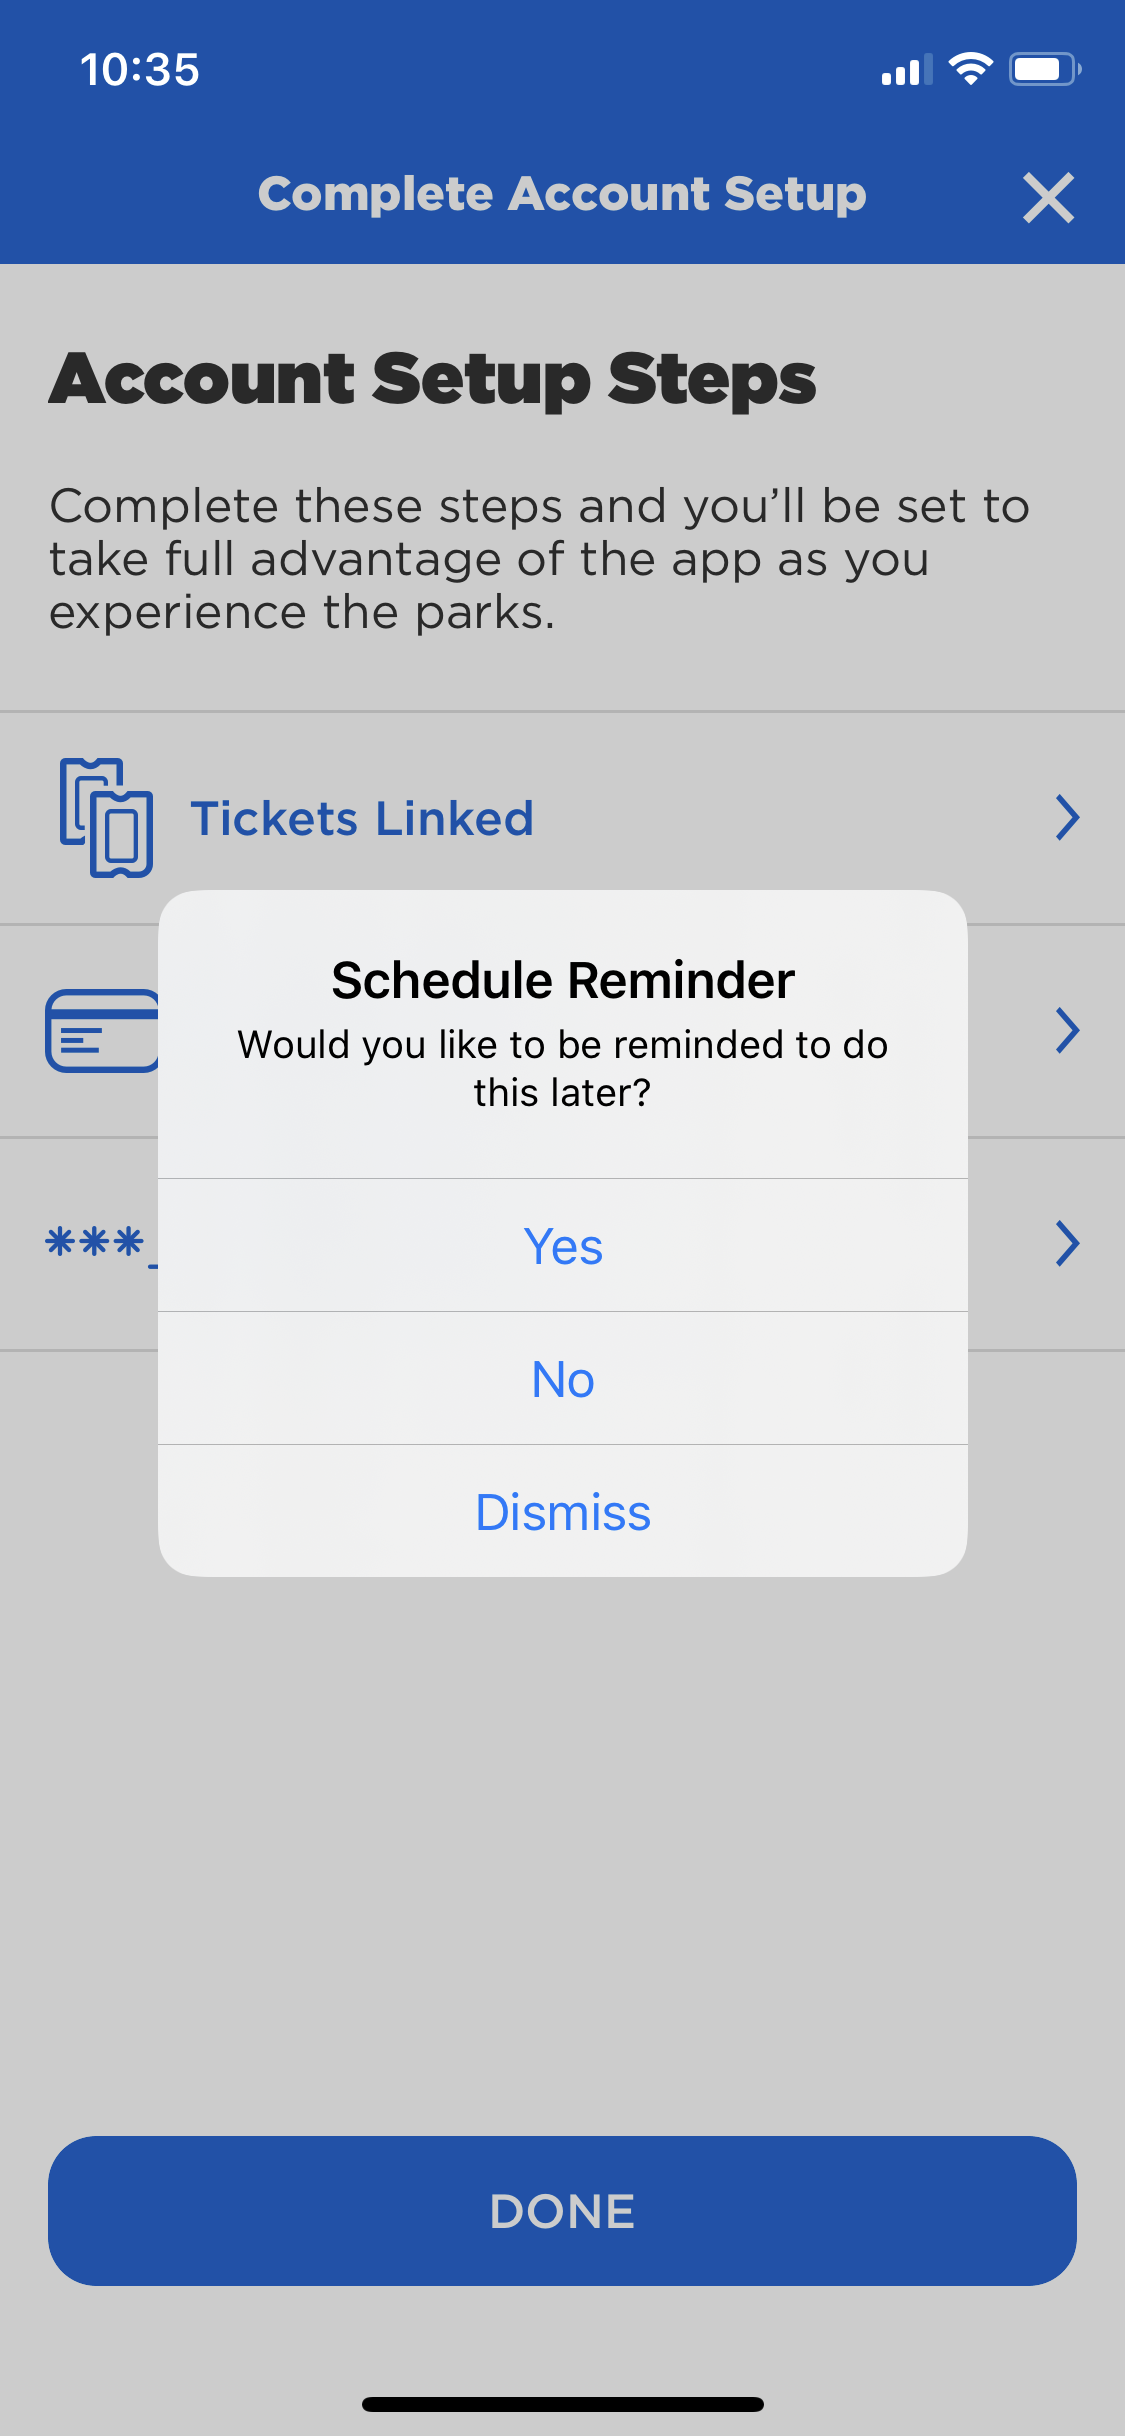 10:35
Complete Account Setup
Account Setup Steps
Complete these steps and you’ll be set to
take full advantage of the app as you
experience the parks.
Tickets Linked
Schedule Reminder
Would you like to be reminded to do
this later?
Yes
No
Dismiss
DONE